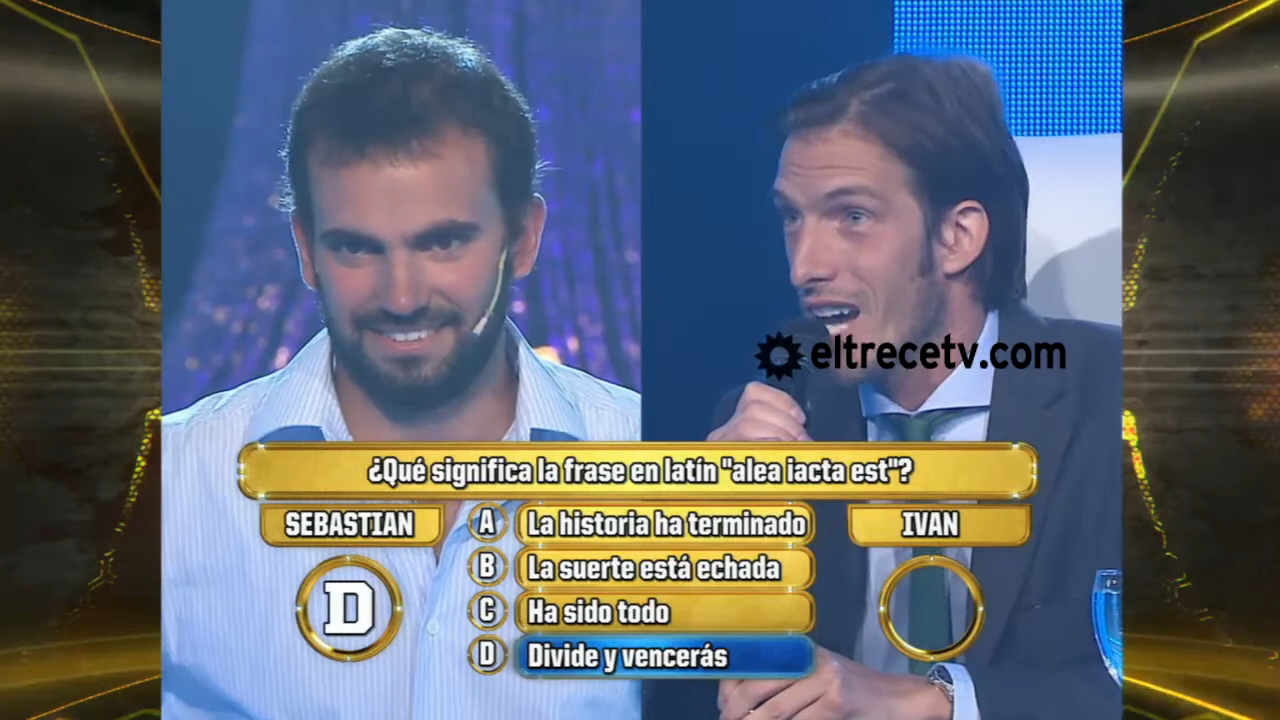 eltrecetv.com
¿Qué significa la frase en latín "alea iacta est"?
SEBASTIAN
A La historia ha terminado
IVAN
B La suerte está echada
D
C Ha sido todo
D Divide y vencerás